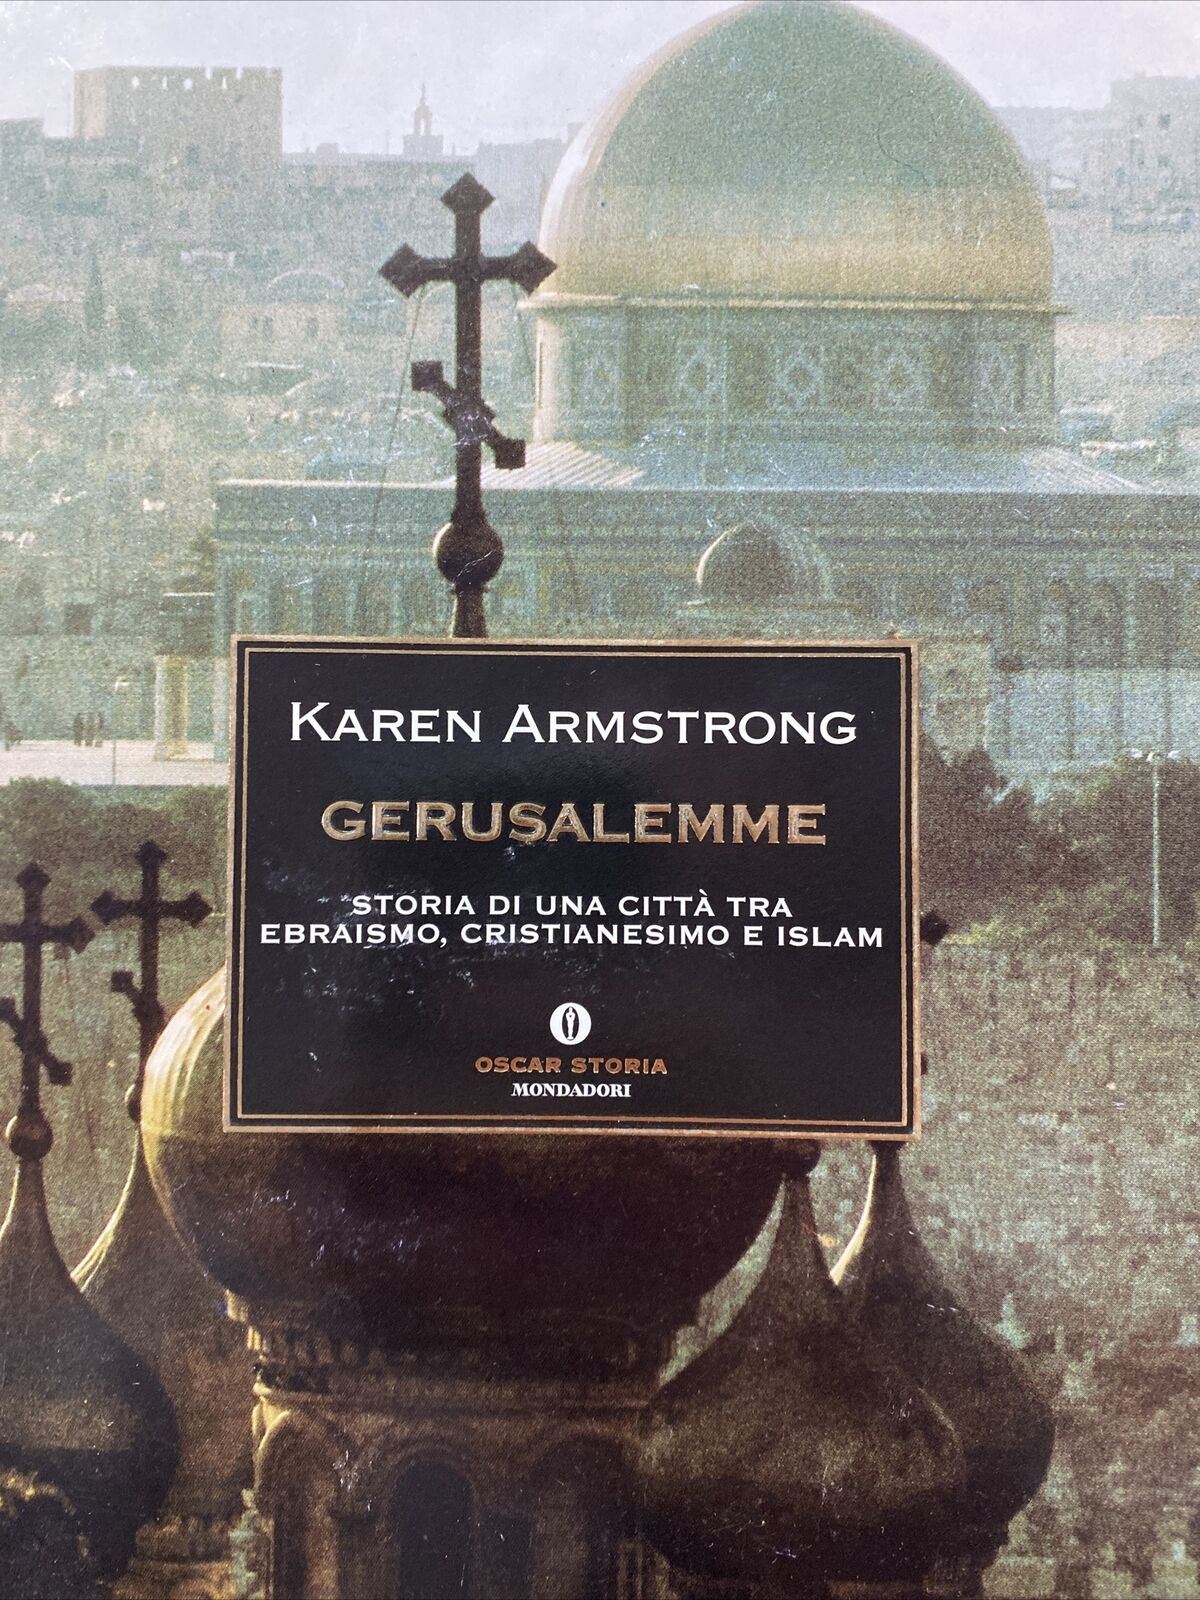 KAREN ARMSTRONG
GERUSALEMME
STORIA DI UNA CITTÀ TRA
EBRAISMO, CRISTIANESIMO E ISLAM
OSCAR STORIA
MONDADORI